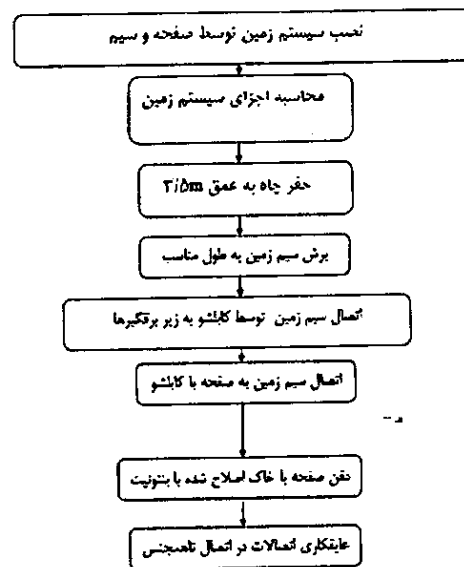 نصب سیستم زمین توسط صفحه و سیم
محاسبه اجزای سیستم زمین
حفر چاه به عمق ۲/۵m
برش سیم زمین به طول مناسب
اتصال سیم زمین توسط کابلشو به زیر برقگیرها
اتصال سیم زمین به صفحه با کابلشو
دفن صفحه با خاک اصلاح شده با بنتونیت
عایقکاری اتصالات در اتصال ناهمجنس